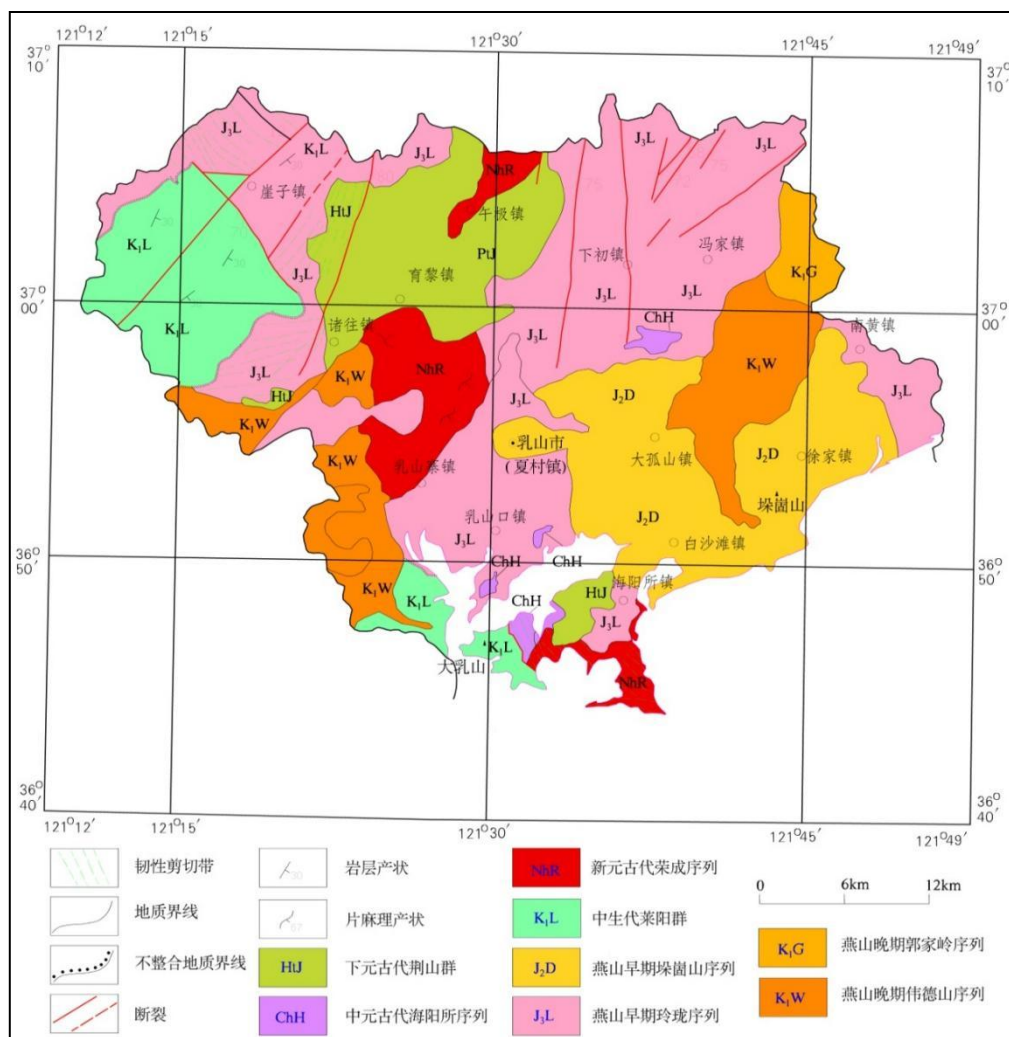 121°12′ 121°15′ 121°30′ 121°45′ 121°49′
37° 10′
37° 10′
J₃L
K₁L
J₃L
J₃L
J₃L
NhR
崖子镇
HtJ
午极镇
K₁L
PtJ
下初镇
冯家镇
育黎镇
J₃L
K₁G
J₃L
J₃L
37° 00′
37° 00′
K₁L
ChH
诸往镇
南黄镇
J₃L
NhR
K₁W
J₃L
K₁W
HtJ
J₃L
J₂D
J₃L
K₁W
乳山市
(夏村镇)
大孤山镇
J₂D
徐家镇
K₁W
乳山寨镇
垛崮山
乳山口镇
J₂D
J₃L
白沙滩镇
36° 50′
36° 50′
ChH
ChH
海阳所镇
K₁W
K₁L
HtJ
ChH
J₃L
K₁L
大乳山
NhR
36° 40′
36° 40′
121°12′ 121°15′ 121°30′ 121°45′ 121°49′
韧性剪切带
30 岩层产状
NhR 新元古代荣成序列
0 6km 12km
地质界线
67 片麻理产状
K₁L 中生代莱阳群
K₁G 燕山晚期郭家岭序列
不整合地质界线
HtJ 下元古代荆山群
J₂D 燕山早期垛崮山序列
K₁W 燕山晚期伟德山序列
断裂
ChH 中元古代海阳所序列
J₃L 燕山早期玲珑序列